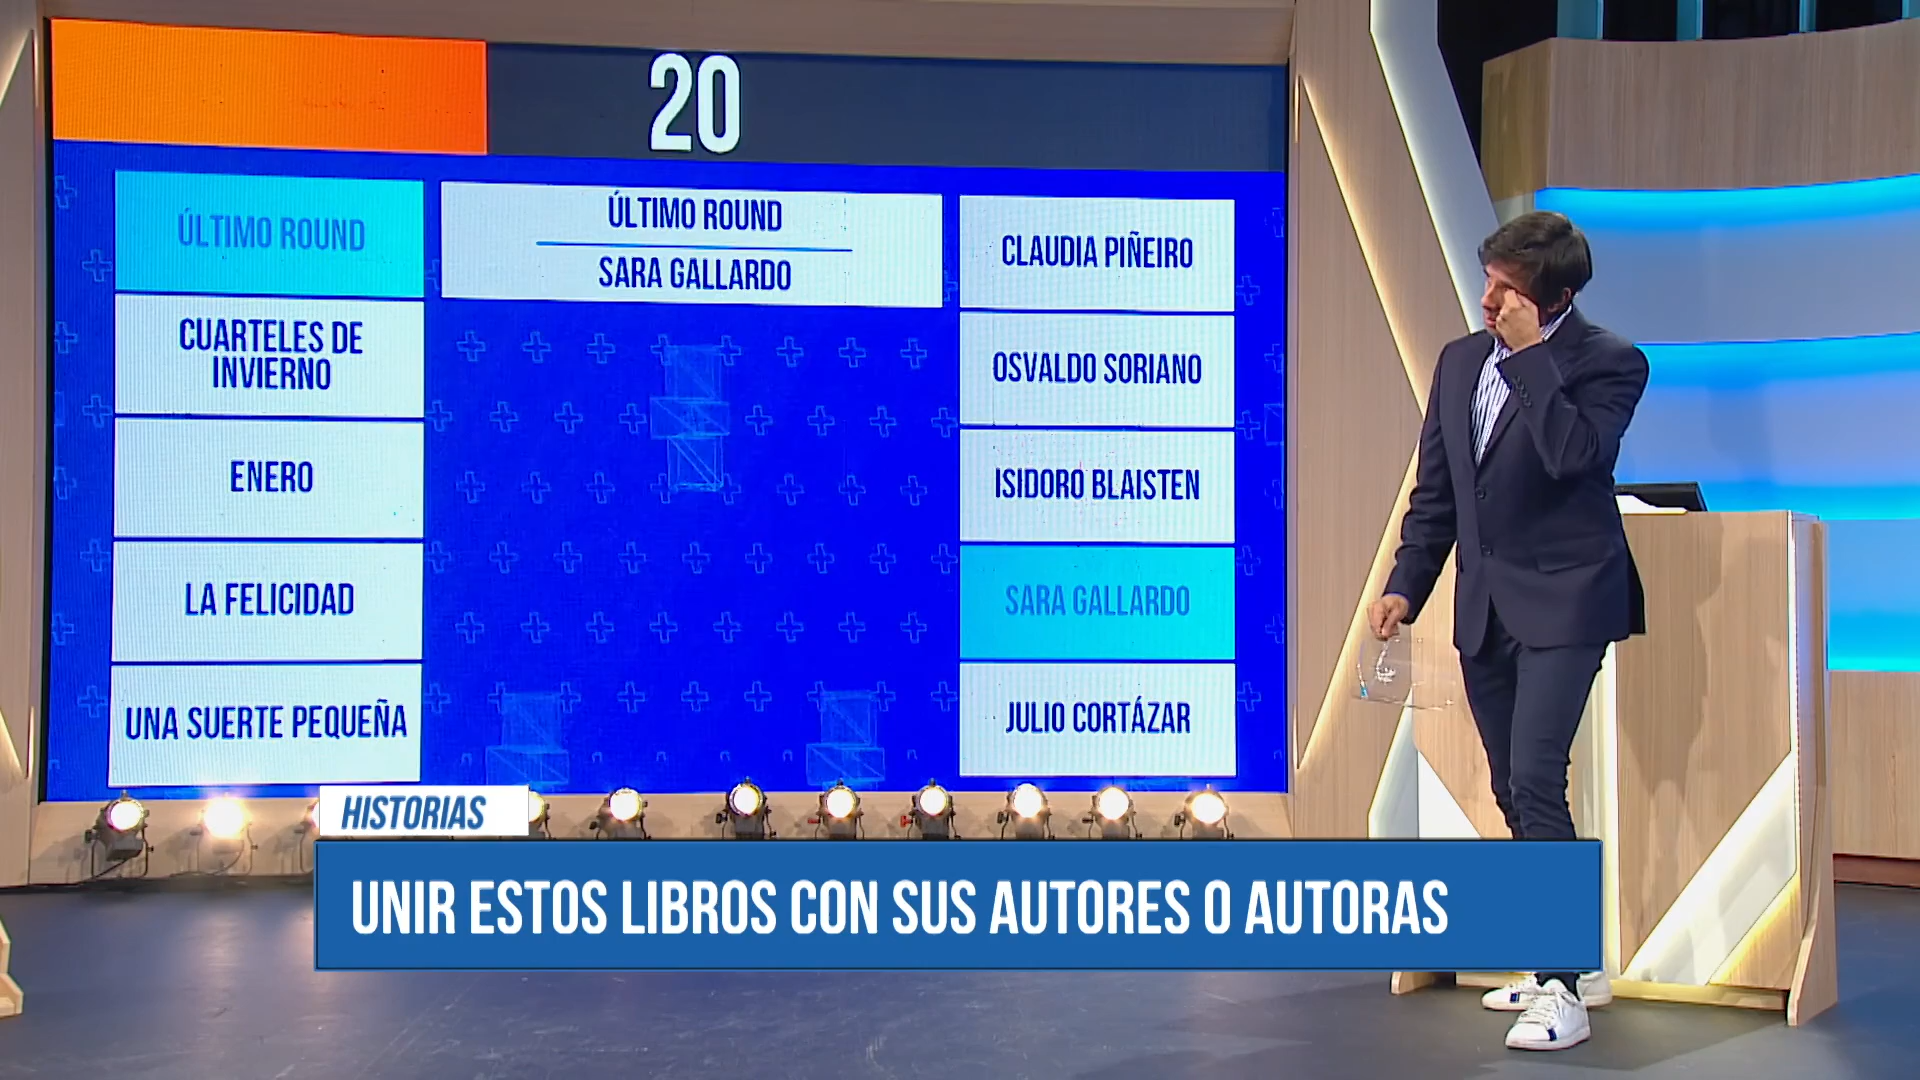 20
ÚLTIMO ROUND
CUARTELES DE
INVIERNO
ENERO
LA FELICIDAD
UNA SUERTE PEQUEÑA
ÚLTIMO ROUND
SARA GALLARDO
CLAUDIA PIÑEIRO
OSVALDO SORIANO
ISIDORO BLAISTEN
SARA GALLARDO
JULIO CORTÁZAR
HISTORIAS
UNIR ESTOS LIBROS CON SUS AUTORES O AUTORAS